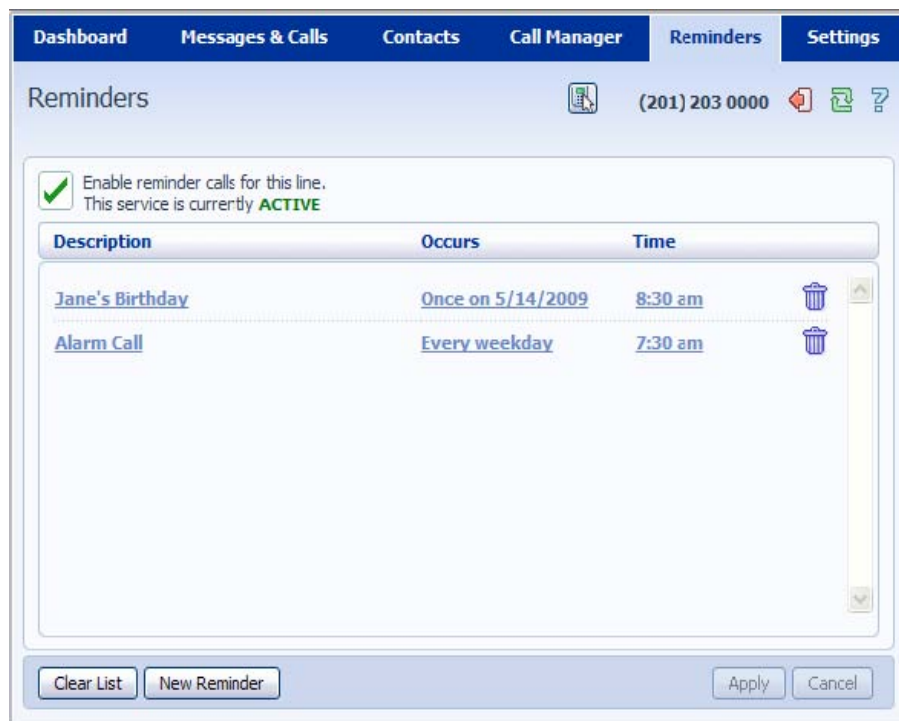 Dashboard Messages & Calls Contacts Call Manager Reminders Settings
Reminders (201) 203 0000
Enable reminder calls for this line.
This service is currently ACTIVE
Description Occurs Time
Jane's Birthday Once on 5/14/2009 8:30 am
Alarm Call Every weekday 7:30 am
Clear List New Reminder Apply Cancel